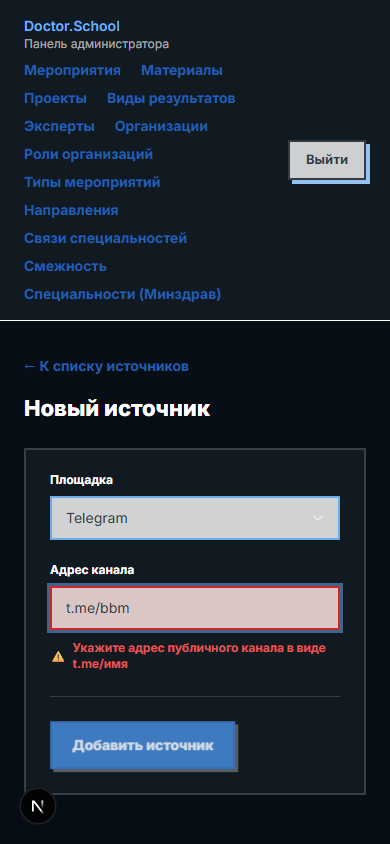 Doctor.School
Панель администратора
Мероприятия Материалы
Проекты Виды результатов
Эксперты Организации
Роли организаций
Выйти
Типы мероприятий
Направления
Связи специальностей
Смежность
Специальности (Минздрав)
← К списку источников
Новый источник
Площадка
Telegram
Адрес канала
t.me/bbm
Укажите адрес публичного канала в виде
t.me/имя
Добавить источник
N